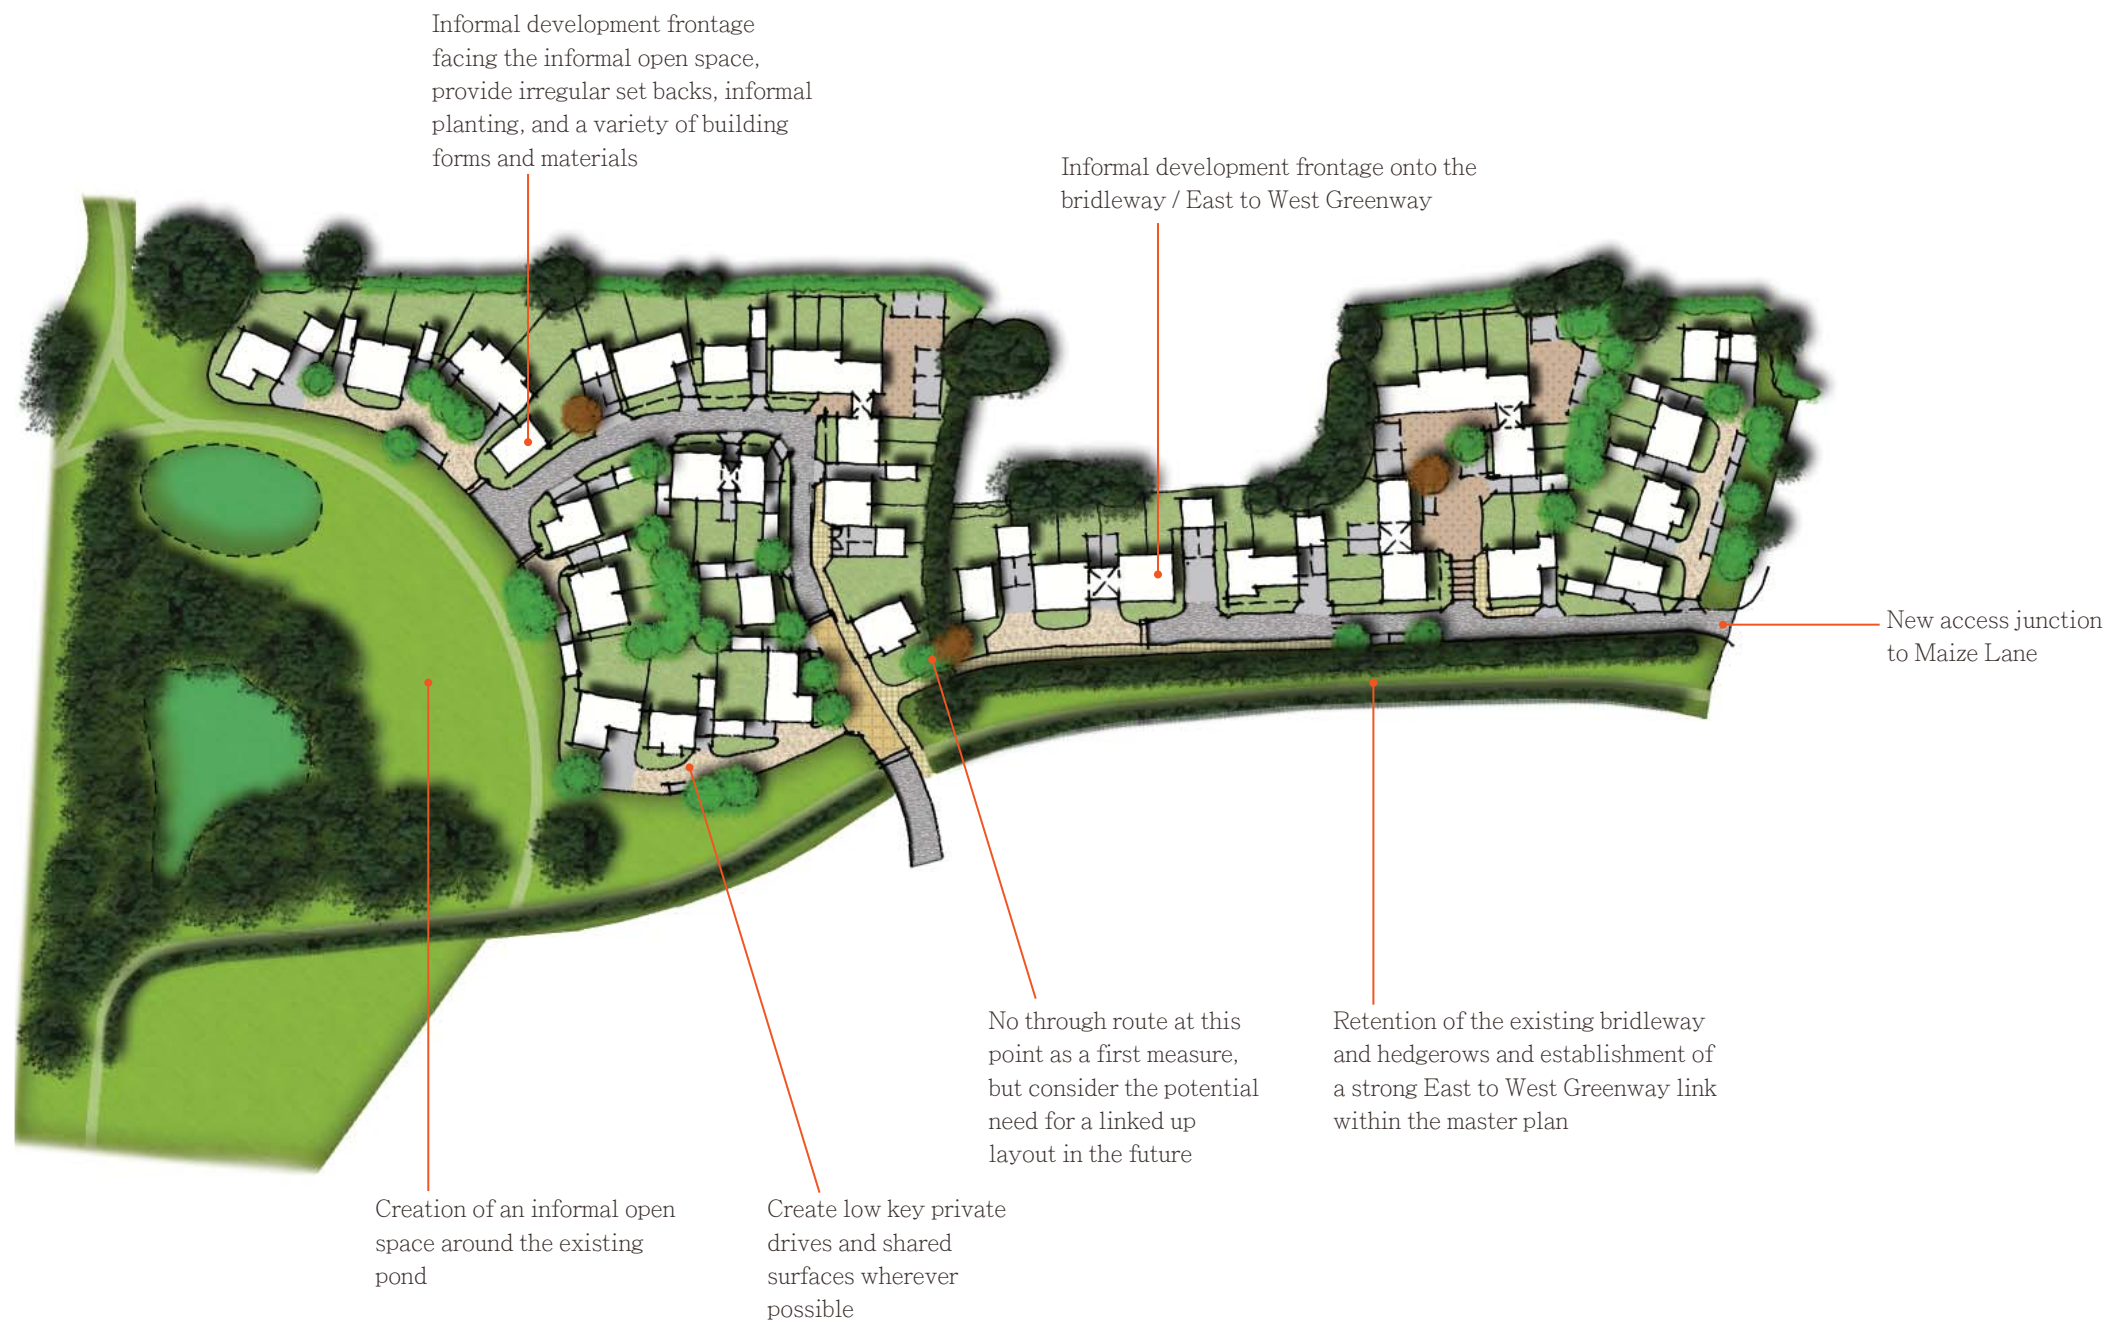 Informal development frontage
facing the informal open space,
provide irregular set backs, informal
planting, and a variety of building
forms and materials
Informal development frontage onto the
bridleway / East to West Greenway
New access junction
to Maize Lane
No through route at this
point as a first measure,
but consider the potential
need for a linked up
layout in the future
Retention of the existing bridleway
and hedgerows and establishment of
a strong East to West Greenway link
within the master plan
Creation of an informal open
space around the existing
pond
Create low key private
drives and shared
surfaces wherever
possible